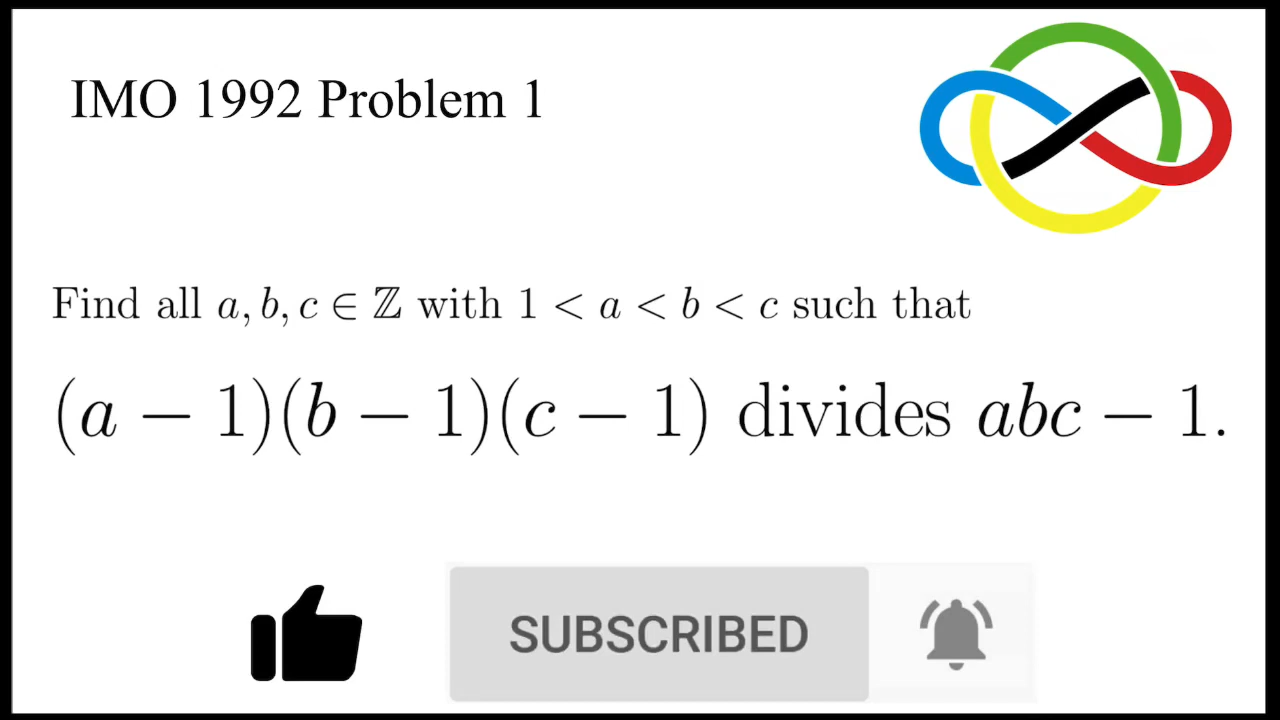 IMO 1992 Problem 1
Find all a, b, c ∈ ℤ with 1 < a < b < c such that
(a − 1)(b − 1)(c − 1) divides abc − 1.
SUBSCRIBED